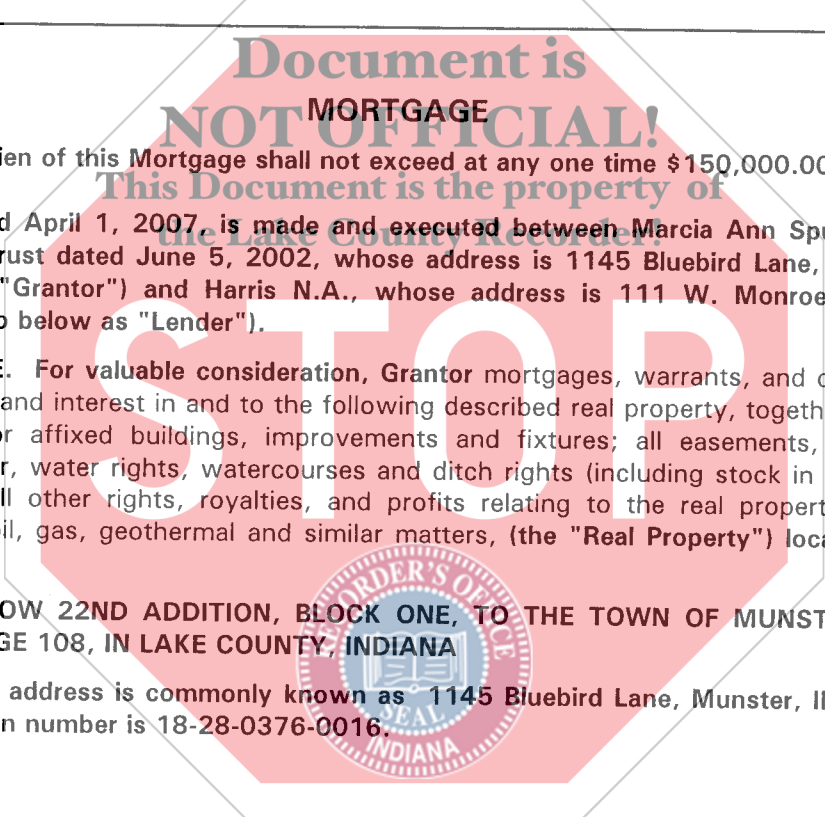 Document is
NOT OFFICIAL!
MORTGAGE
This Document is the property of
the Lake County Recorder!
ien of this Mortgage shall not exceed at any one time $150,000.00
d April 1, 2007, is made and executed between Marcia Ann Spu
rust dated June 5, 2002, whose address is 1145 Bluebird Lane,
"Grantor") and Harris N.A., whose address is 111 W. Monroe
o below as "Lender").
E. For valuable consideration, Grantor mortgages, warrants, and c
and interest in and to the following described real property, togeth
or affixed buildings, improvements and fixtures; all easements,
r, water rights, watercourses and ditch rights (including stock in
ll other rights, royalties, and profits relating to the real propert
il, gas, geothermal and similar matters, (the "Real Property") loca
STOP
OW 22ND ADDITION, BLOCK ONE, TO THE TOWN OF MUNST
GE 108, IN LAKE COUNTY, INDIANA
address is commonly known as 1145 Bluebird Lane, Munster, I
n number is 18-28-0376-0016.
RECORDER'S OFFICE
SEAL
INDIANA